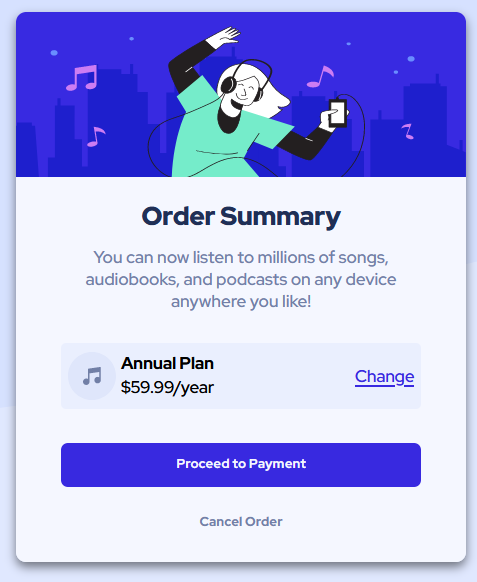 Order Summary
You can now listen to millions of songs,
audiobooks, and podcasts on any device
anywhere you like!
Annual Plan
$59.99/year
Change
Proceed to Payment
Cancel Order